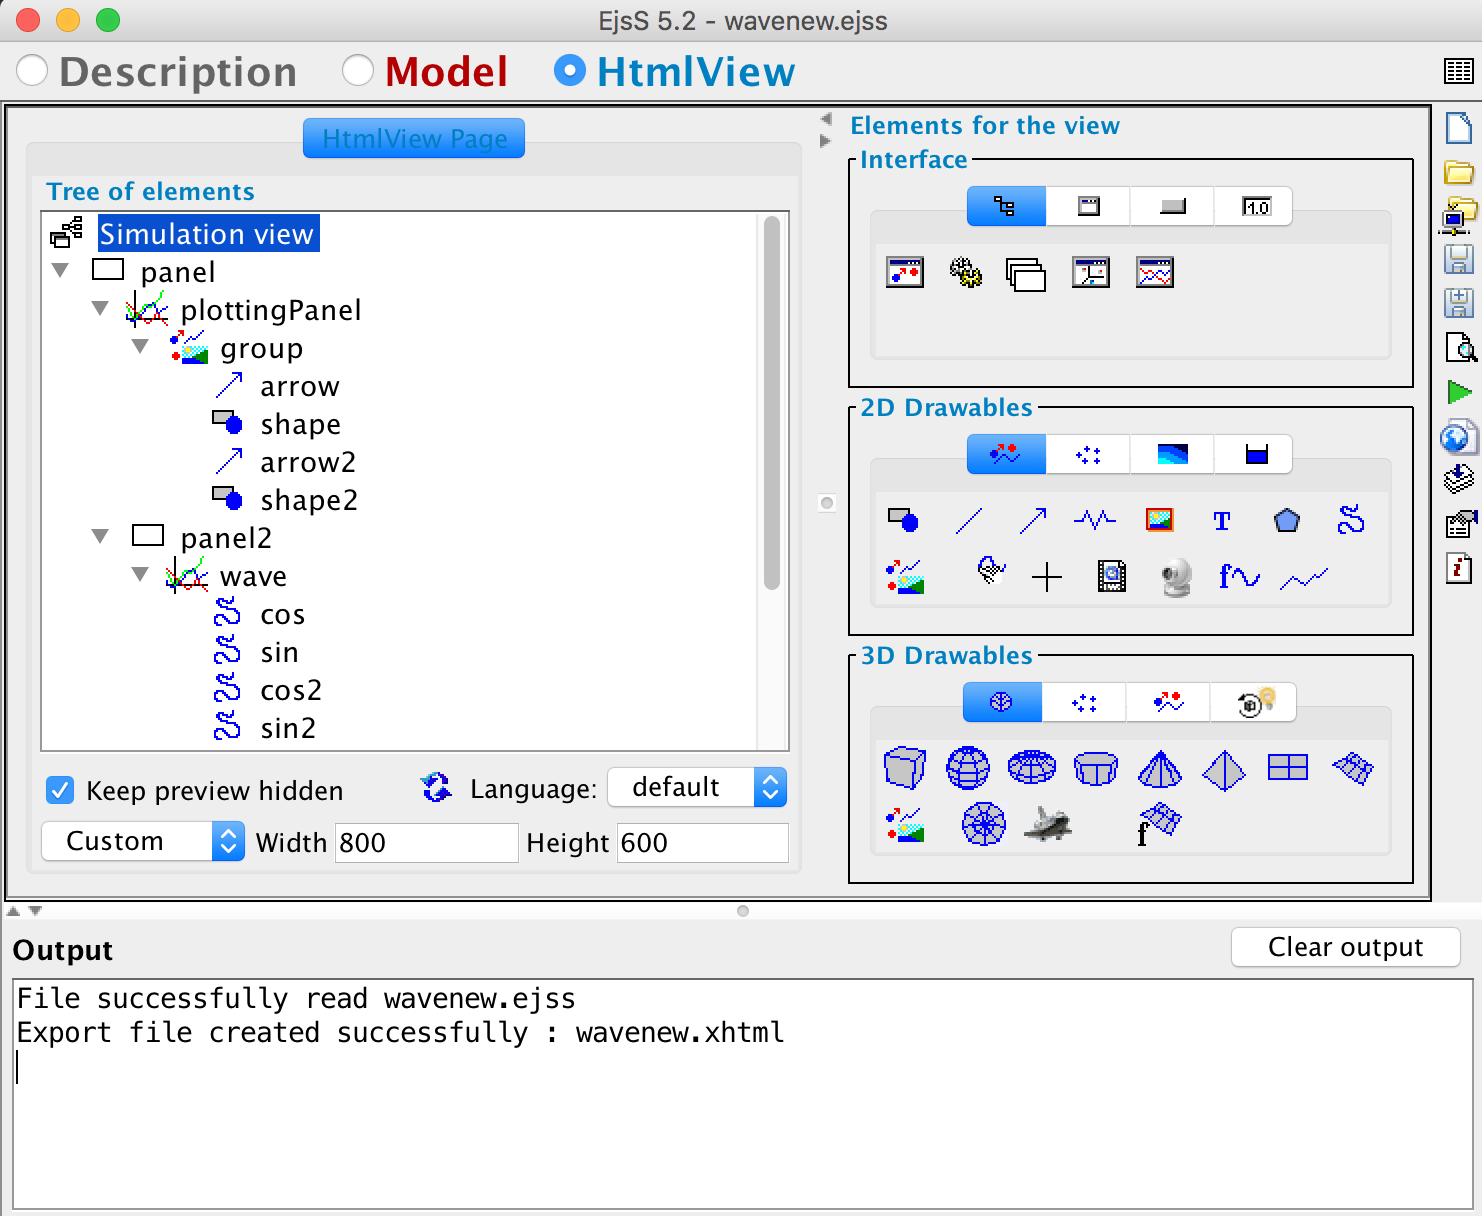 EjsS 5.2 - wavenew.ejss
Description Model HtmlView
HtmlView Page
Tree of elements
Simulation view
panel
plottingPanel
group
arrow
shape
arrow2
shape2
panel2
wave
cos
sin
cos2
sin2
Keep preview hidden Language: default
Custom Width 800 Height 600
Elements for the view
Interface
1.0
2D Drawables
T
f
3D Drawables
f
i
Output Clear output
File successfully read wavenew.ejss
Export file created successfully : wavenew.xhtml